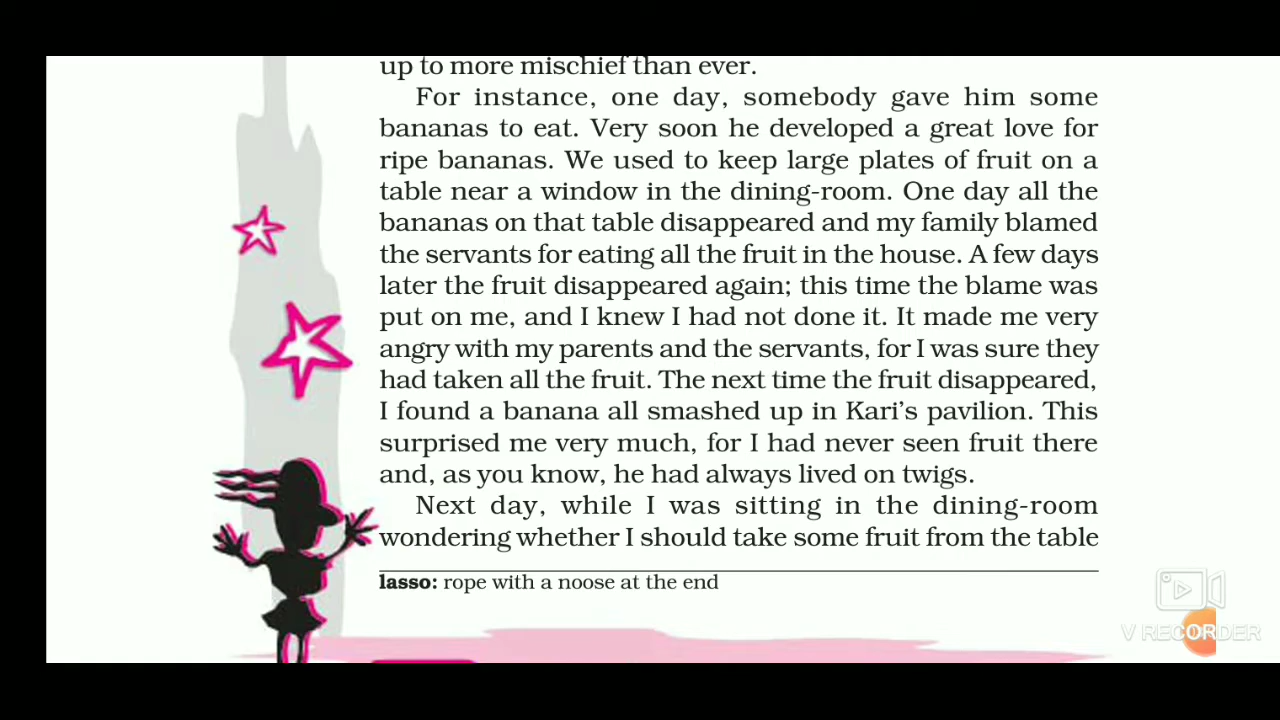 up to more mischief than ever.
For instance, one day, somebody gave him some
bananas to eat. Very soon he developed a great love for
ripe bananas. We used to keep large plates of fruit on a
table near a window in the dining-room. One day all the
bananas on that table disappeared and my family blamed
the servants for eating all the fruit in the house. A few days
later the fruit disappeared again; this time the blame was
put on me, and I knew I had not done it. It made me very
angry with my parents and the servants, for I was sure they
had taken all the fruit. The next time the fruit disappeared,
I found a banana all smashed up in Kari’s pavilion. This
surprised me very much, for I had never seen fruit there
and, as you know, he had always lived on twigs.
Next day, while I was sitting in the dining-room
wondering whether I should take some fruit from the table
lasso: rope with a noose at the end
V RECORDER